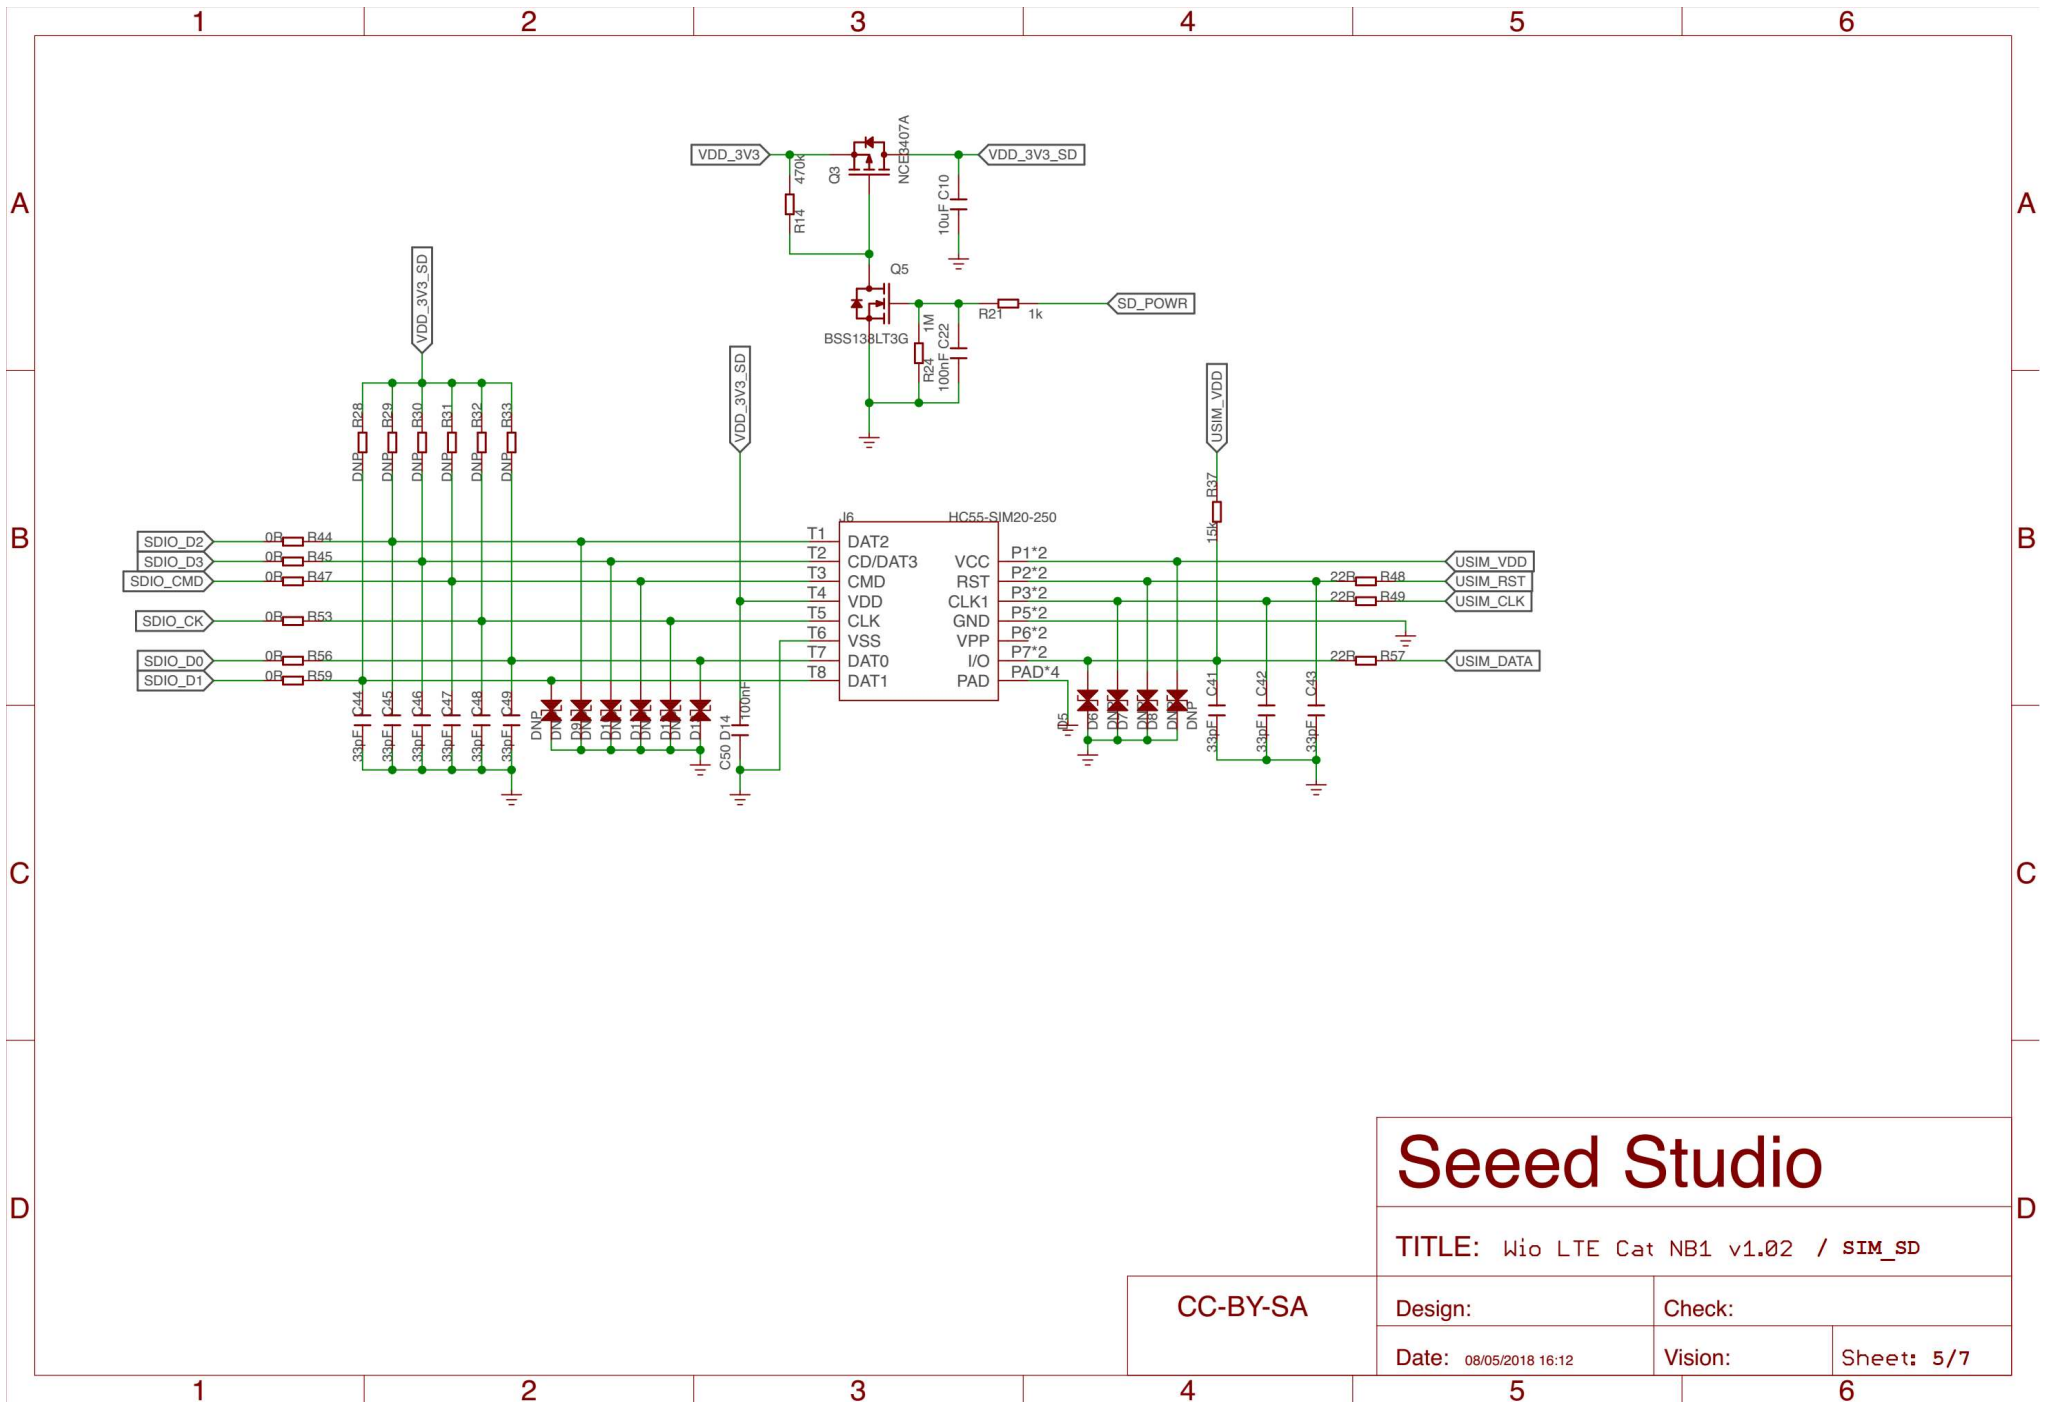 1 2 3 4 5 6
A A
B B
C C
D D
VDD_3V3
470k
R14
Q3
NCE3407A
VDD_3V3_SD
10uF C10
Q5
BSS138LT3G
1M
R24
100nF C22
R21 1k
SD_POWR
VDD_3V3_SD
R28 R29 R30 R31 R32 R33
DNP DNP DNP DNP DNP DNP
VDD_3V3_SD
USIM_VDD
R37
15k
SDIO_D2 0R R44
SDIO_D3 0R R45
SDIO_CMD 0R R47
SDIO_CK 0R R53
SDIO_D0 0R R56
SDIO_D1 0R R59
J6 HC55-SIM20-250
T1 DAT2
T2 CD/DAT3
T3 CMD
T4 VDD
T5 CLK
T6 VSS
T7 DAT0
T8 DAT1
VCC P1*2
RST P2*2
CLK1 P3*2
GND P5*2
VPP P6*2
I/O P7*2
PAD PAD*4
USIM_VDD
22R R48 USIM_RST
22R R49 USIM_CLK
22R R57 USIM_DATA
C44 C45 C46 C47 C48 C49
33pF 33pF 33pF 33pF 33pF 33pF
DNP
D9
C50 D14
100nF
D5 D6 D7 D8
DNP
C41 C42 C43
33pF 33pF 33pF
Seeed Studio
TITLE: Wio LTE Cat NB1 v1.02 / SIM_SD
CC-BY-SA
Design: Check:
Date: 08/05/2018 16:12 Vision: Sheet: 5/7
1 2 3 4 5 6